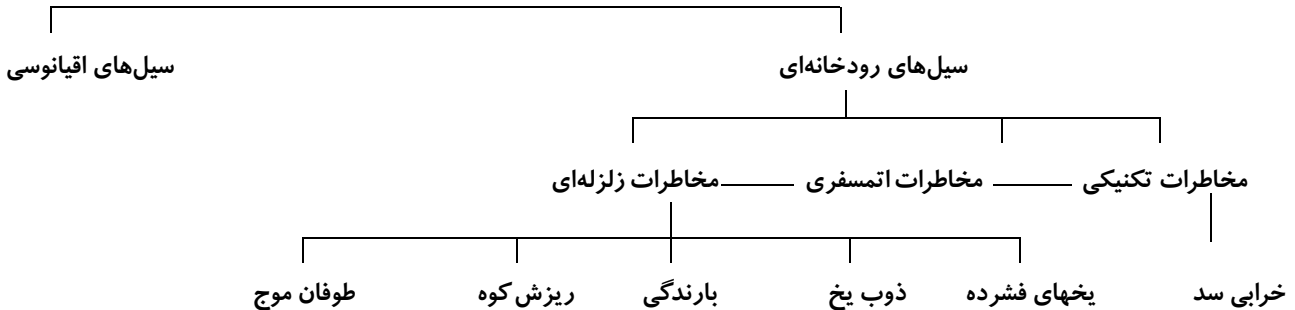 سیل‌های رودخانه‌ای سیل‌های اقیانوسی
مخاطرات تکنیکی مخاطرات اتمسفری مخاطرات زلزله‌ای
خرابی سد یخهای فشرده ذوب یخ بارندگی ریزش کوه طوفان موج